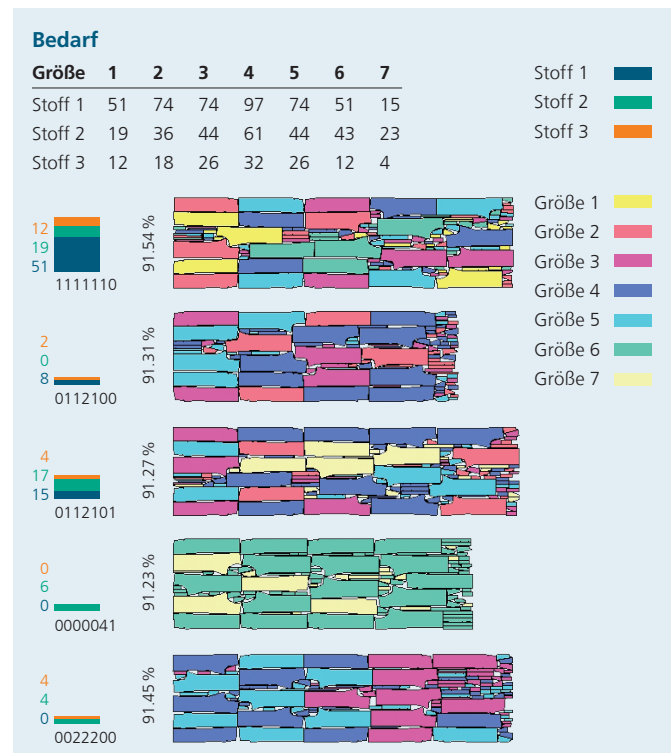 Bedarf
Größe 1 2 3 4 5 6 7
Stoff 1 51 74 74 97 74 51 15
Stoff 2 19 36 44 61 44 43 23
Stoff 3 12 18 26 32 26 12 4
Stoff 1
Stoff 2
Stoff 3
12
19
51
1111110
91.54 %
2
0
8
0112100
91.31 %
4
17
15
0112101
91.27 %
0
6
0
0000041
91.23 %
4
4
0
0022200
91.45 %
Größe 1
Größe 2
Größe 3
Größe 4
Größe 5
Größe 6
Größe 7